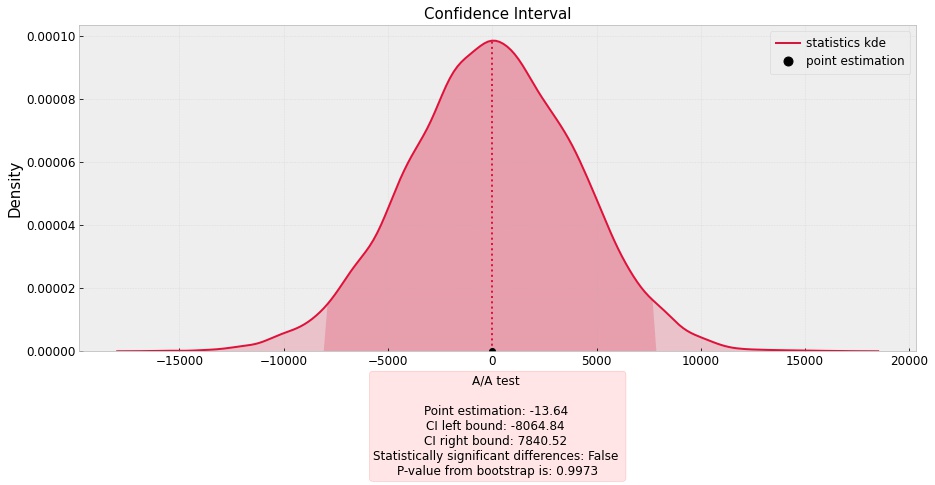 Confidence Interval
statistics kde
point estimation
Density
0.00010
0.00008
0.00006
0.00004
0.00002
0.00000
−15000
−10000
−5000
0
5000
10000
15000
20000
A/A test
Point estimation: -13.64
CI left bound: -8064.84
CI right bound: 7840.52
Statistically significant differences: False
P-value from bootstrap is: 0.9973